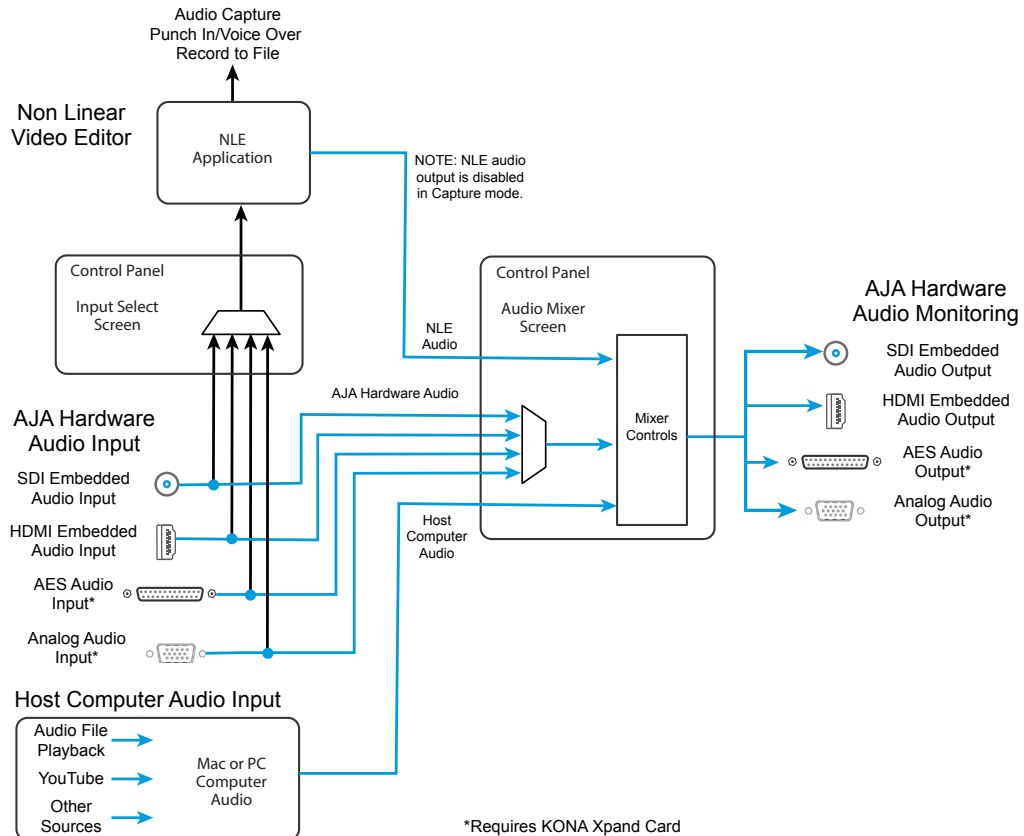 Audio Capture
Punch In/Voice Over
Record to File
Non Linear
Video Editor
NLE
Application
NOTE: NLE audio
output is disabled
in Capture mode.
Control Panel
Input Select
Screen
Control Panel
Audio Mixer
Screen
NLE
Audio
AJA Hardware Audio
Mixer
Controls
Host
Computer
Audio
AJA Hardware
Audio Monitoring
SDI Embedded
Audio Output
HDMI Embedded
Audio Output
AES Audio
Output*
Analog Audio
Output*
AJA Hardware
Audio Input
SDI Embedded
Audio Input
HDMI Embedded
Audio Input
AES Audio
Input*
Analog Audio
Input*
Host Computer Audio Input
Audio File
Playback
YouTube
Other
Sources
Mac or PC
Computer
Audio
*Requires KONA Xpand Card